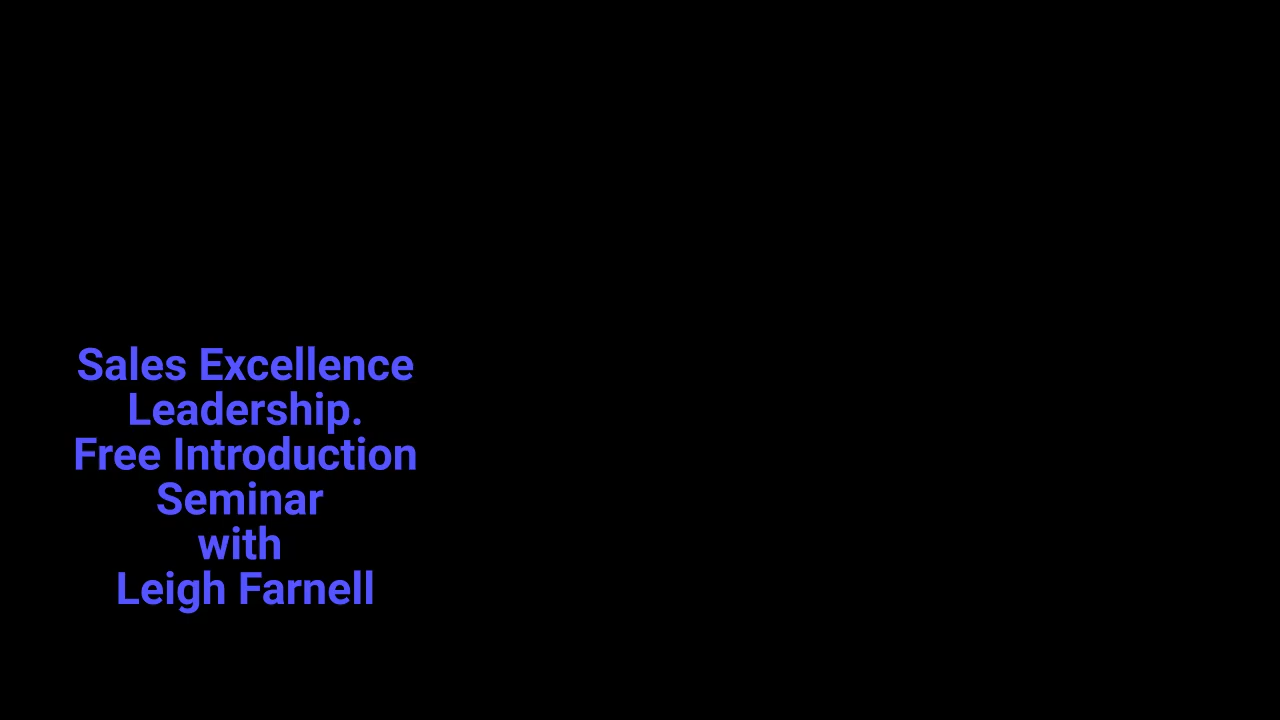 Sales Excellence
Leadership.
Free Introduction
Seminar
with
Leigh Farnell